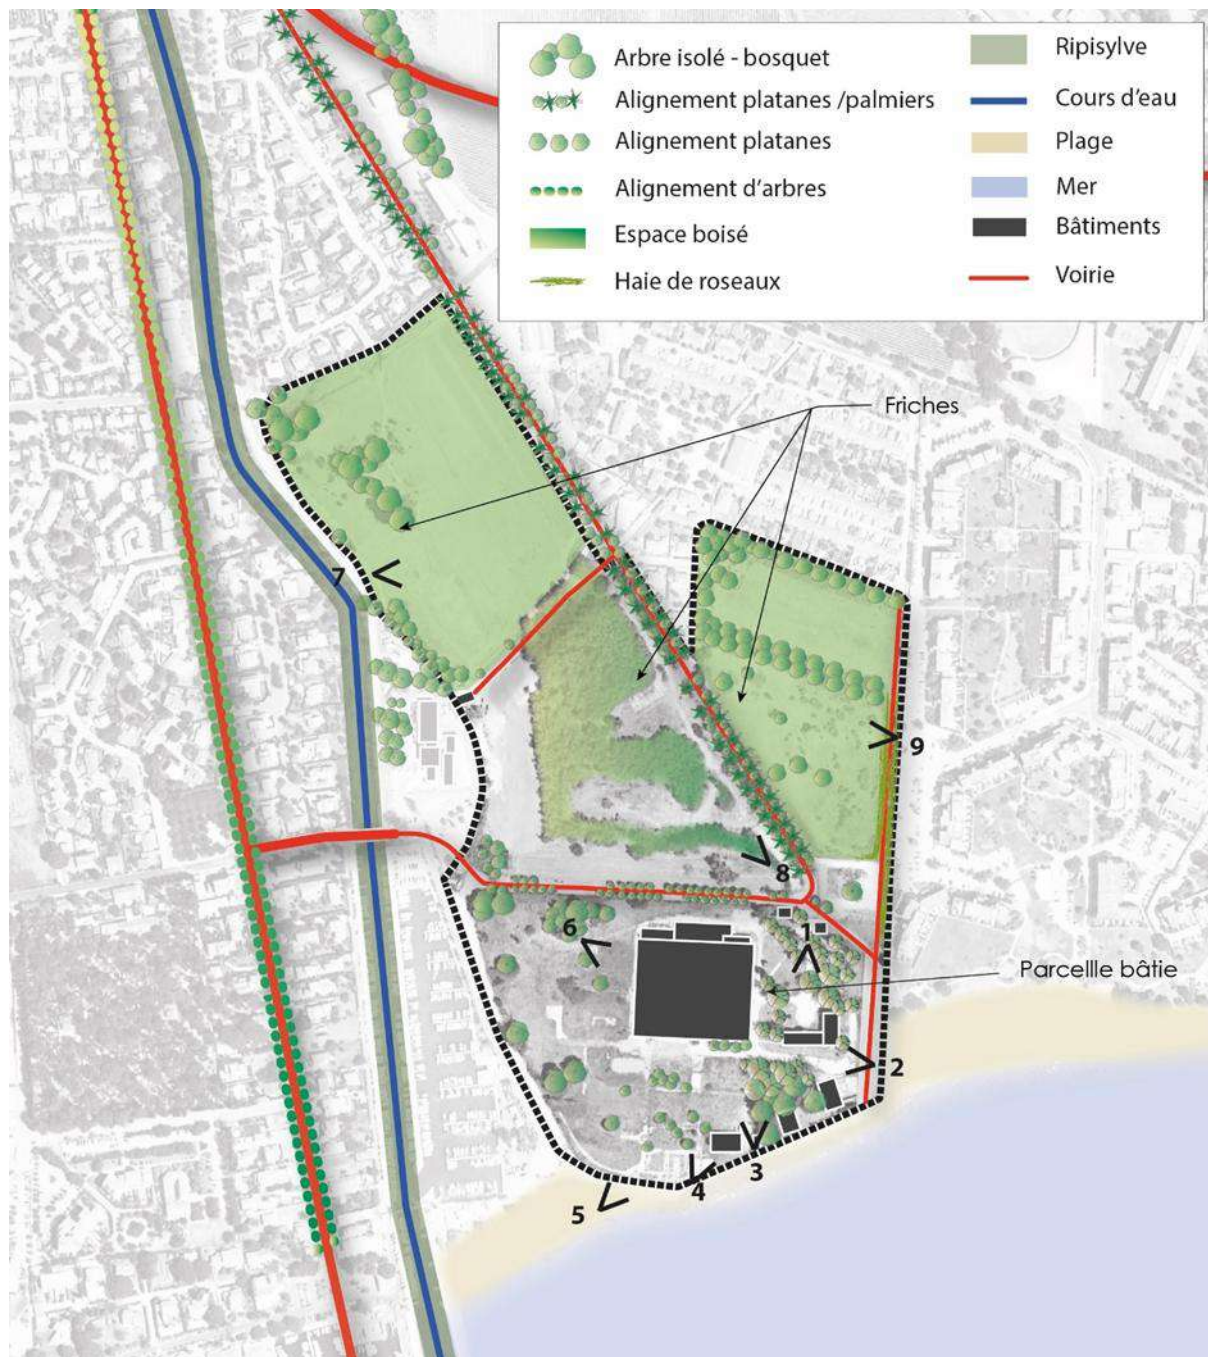 Arbre isolé - bosquet
Alignement platanes /palmiers
Alignement platanes
Alignement d'arbres
Espace boisé
Haie de roseaux
Ripisylve
Cours d'eau
Plage
Mer
Bâtiments
Voirie
Friches
7
9
8
6
1
Parcellle bâtie
2
3
4
5